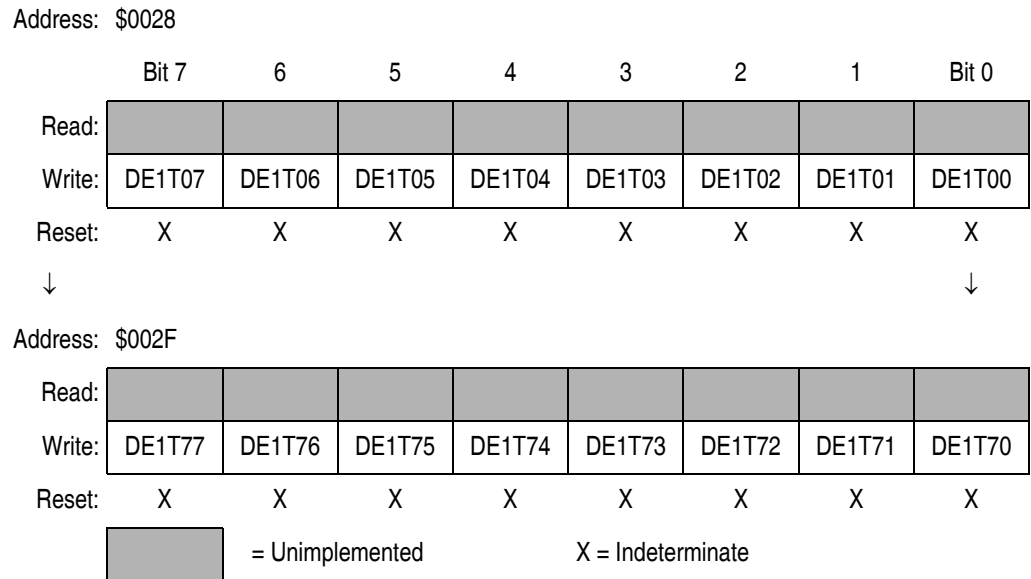 Address: $0028
Bit 7 6 5 4 3 2 1 Bit 0
Read:
Write: DE1T07 DE1T06 DE1T05 DE1T04 DE1T03 DE1T02 DE1T01 DE1T00
Reset: X X X X X X X X
↓ ↓
Address: $002F
Read:
Write: DE1T77 DE1T76 DE1T75 DE1T74 DE1T73 DE1T72 DE1T71 DE1T70
Reset: X X X X X X X X
= Unimplemented X = Indeterminate